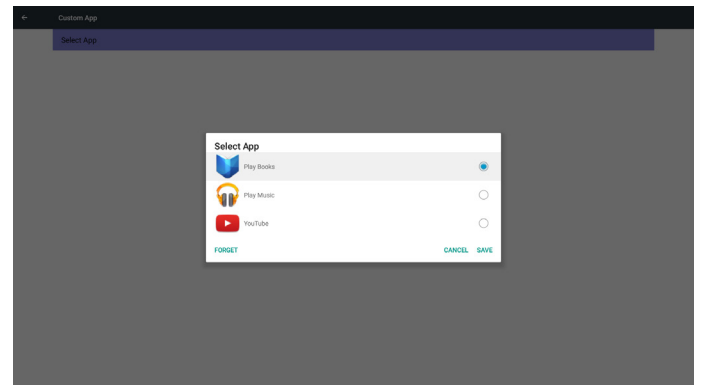 Custom App
Select App
Select App
Play Books
Play Music
YouTube
FORGET CANCEL SAVE